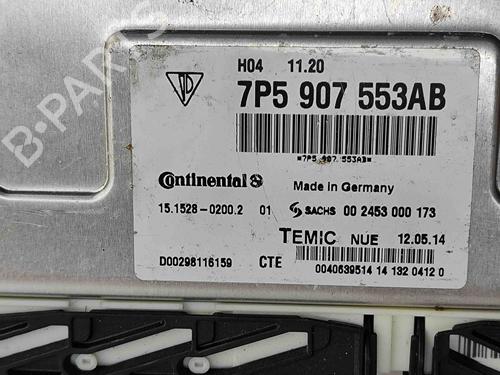 H04 11.20
7P5 907 553AB
*7P5 907 553AB*
Continental
Made in Germany
15.1528-0200.2 01 SACHS 00 2453 000 173
TEMIC NUE 12.05.14
D00298116159 CTE
0040639514 14 132 0412 0
B-PARTS